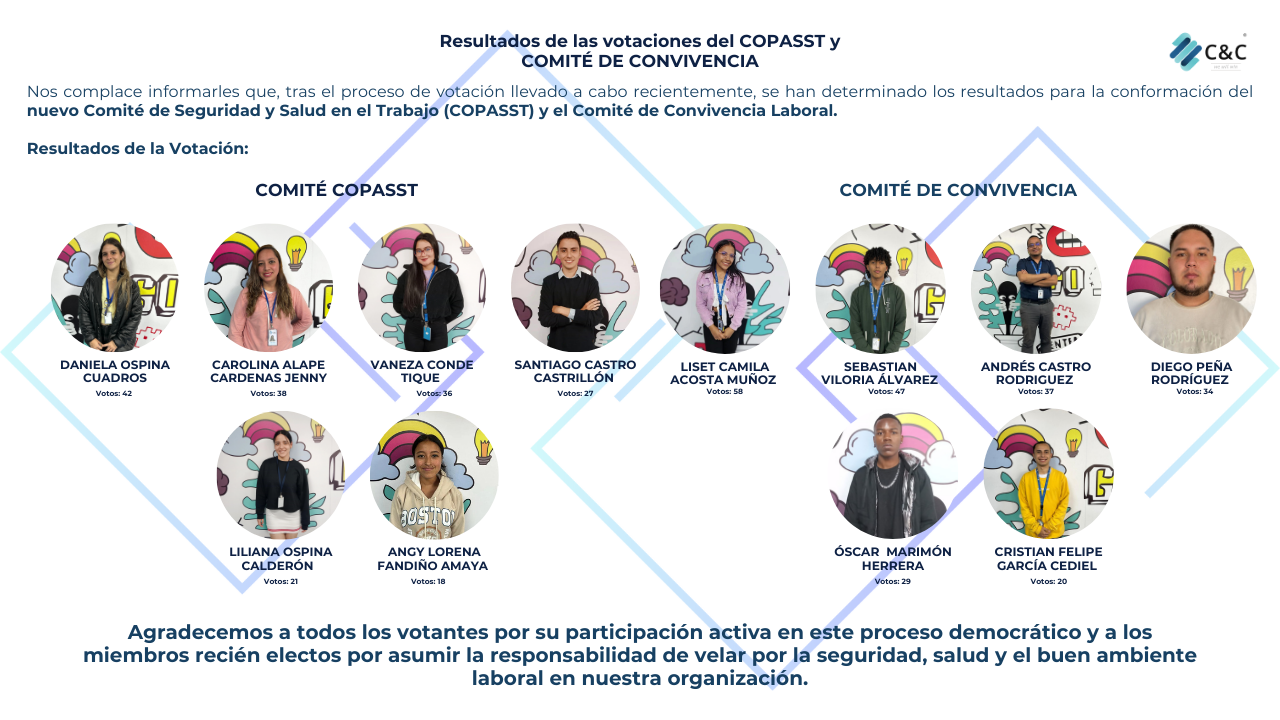 Resultados de las votaciones del COPASST y
COMITÉ DE CONVIVENCIA
C&C
Nos complace informarles que, tras el proceso de votación llevado a cabo recientemente, se han determinado los resultados para la conformación del
nuevo Comité de Seguridad y Salud en el Trabajo (COPASST) y el Comité de Convivencia Laboral.
Resultados de la Votación:
COMITÉ COPASST
DANIELA OSPINA
CUADROS
Votos: 42
CAROLINA ALAPE
CARDENAS JENNY
Votos: 38
VANEZA CONDE
TIQUE
Votos: 36
SANTIAGO CASTRO
CASTRILLÓN
Votos: 27
LILIANA OSPINA
CALDERÓN
Votos: 21
BOSTON
ANGY LORENA
FANDIÑO AMAYA
Votos: 18
COMITÉ DE CONVIVENCIA
LISET CAMILA
ACOSTA MUÑOZ
Votos: 58
SEBASTIAN
VILORIA ÁLVAREZ
Votos: 47
ANDRÉS CASTRO
RODRIGUEZ
Votos: 37
DIEGO PEÑA
RODRÍGUEZ
Votos: 34
ÓSCAR  MARIMÓN
HERRERA
Votos: 29
CRISTIAN FELIPE
GARCÍA CEDIEL
Votos: 20
Agradecemos a todos los votantes por su participación activa en este proceso democrático y a los
miembros recién electos por asumir la responsabilidad de velar por la seguridad, salud y el buen ambiente
laboral en nuestra organización.